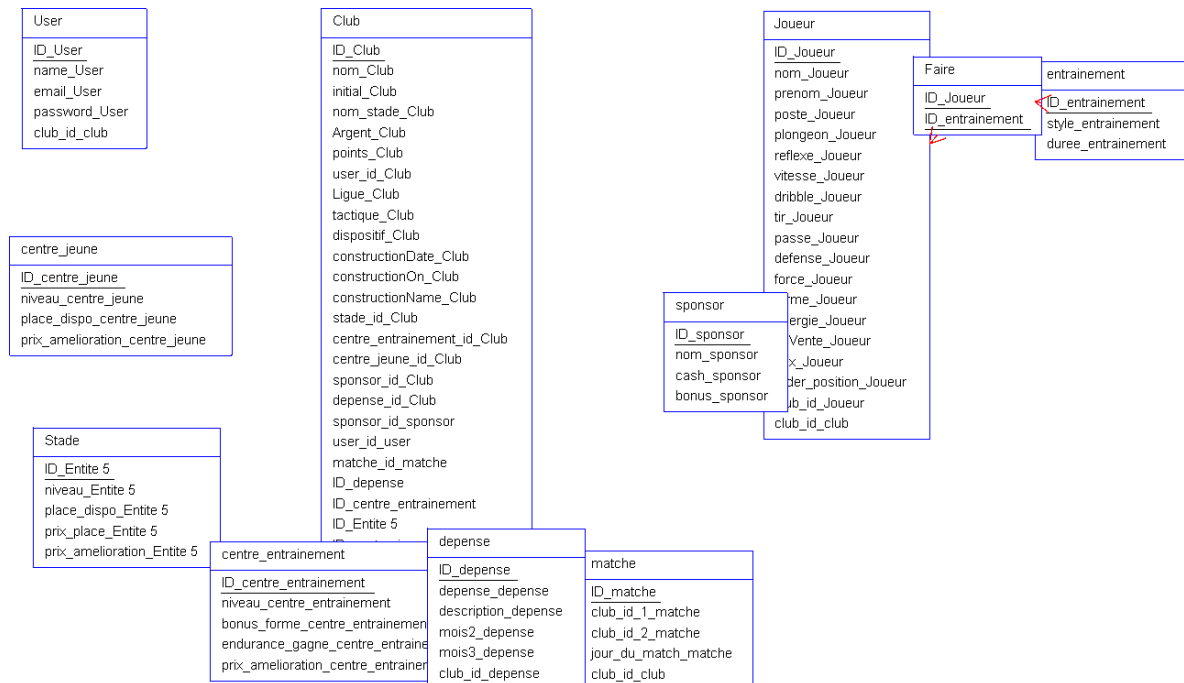 User
ID_User
name_User
email_User
password_User
club_id_club
Club
ID_Club
nom_Club
initial_Club
nom_stade_Club
Argent_Club
points_Club
user_id_Club
Ligue_Club
tactique_Club
dispositif_Club
constructionDate_Club
constructionOn_Club
constructionName_Club
stade_id_Club
centre_entrainement_id_Club
centre_jeune_id_Club
sponsor_id_Club
depense_id_Club
sponsor_id_sponsor
user_id_user
matche_id_matche
ID_depense
ID_centre_entrainement
ID_Entite 5
Joueur
ID_Joueur
nom_Joueur
prenom_Joueur
poste_Joueur
plongeon_Joueur
reflexe_Joueur
vitesse_Joueur
dribble_Joueur
tir_Joueur
passe_Joueur
defense_Joueur
force_Joueur
club_id_club
Faire
ID_Joueur
ID_entrainement
entrainement
ID_entrainement
style_entrainement
duree_entrainement
centre_jeune
ID_centre_jeune
niveau_centre_jeune
place_dispo_centre_jeune
prix_amelioration_centre_jeune
sponsor
ID_sponsor
nom_sponsor
cash_sponsor
bonus_sponsor
Stade
ID_Entite 5
niveau_Entite 5
place_dispo_Entite 5
prix_place_Entite 5
prix_amelioration_Entite 5
centre_entrainement
ID_centre_entrainement
niveau_centre_entrainement
bonus_forme_centre_entrainement
endurance_gagne_centre_entraine
prix_amelioration_centre_entrainer
depense
ID_depense
depense_depense
description_depense
mois2_depense
mois3_depense
club_id_depense
matche
ID_matche
club_id_1_matche
club_id_2_matche
jour_du_match_matche
club_id_club